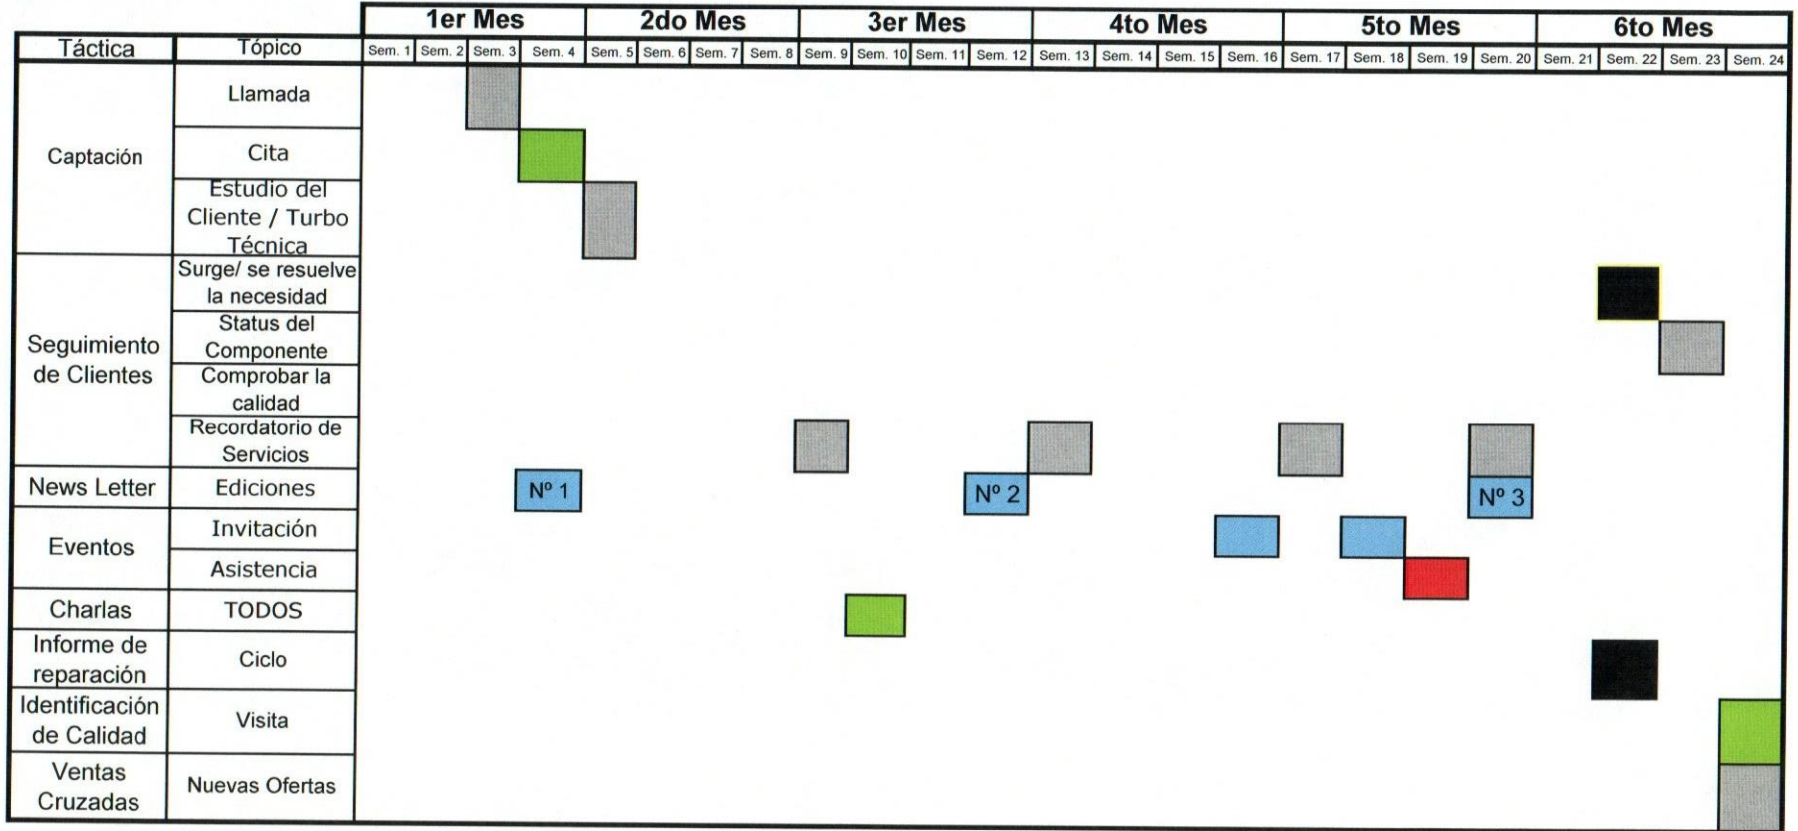 1er Mes 2do Mes 3er Mes 4to Mes 5to Mes 6to Mes
Táctica Tópico Sem. 1 Sem. 2 Sem. 3 Sem. 4 Sem. 5 Sem. 6 Sem. 7 Sem. 8 Sem. 9 Sem. 10 Sem. 11 Sem. 12 Sem. 13 Sem. 14 Sem. 15 Sem. 16 Sem. 17 Sem. 18 Sem. 19 Sem. 20 Sem. 21 Sem. 22 Sem. 23 Sem. 24
Captación
Llamada
Cita
Estudio del
Cliente / Turbo
Técnica
Seguimiento
de Clientes
Surge/ se resuelve
la necesidad
Status del
Componente
Comprobar la
calidad
Recordatorio de
Servicios
News Letter Ediciones Nº 1 Nº 2 Nº 3
Eventos
Invitación
Asistencia
Charlas TODOS
Informe de
reparación
Ciclo
Identificación
de Calidad
Visita
Ventas
Cruzadas
Nuevas Ofertas